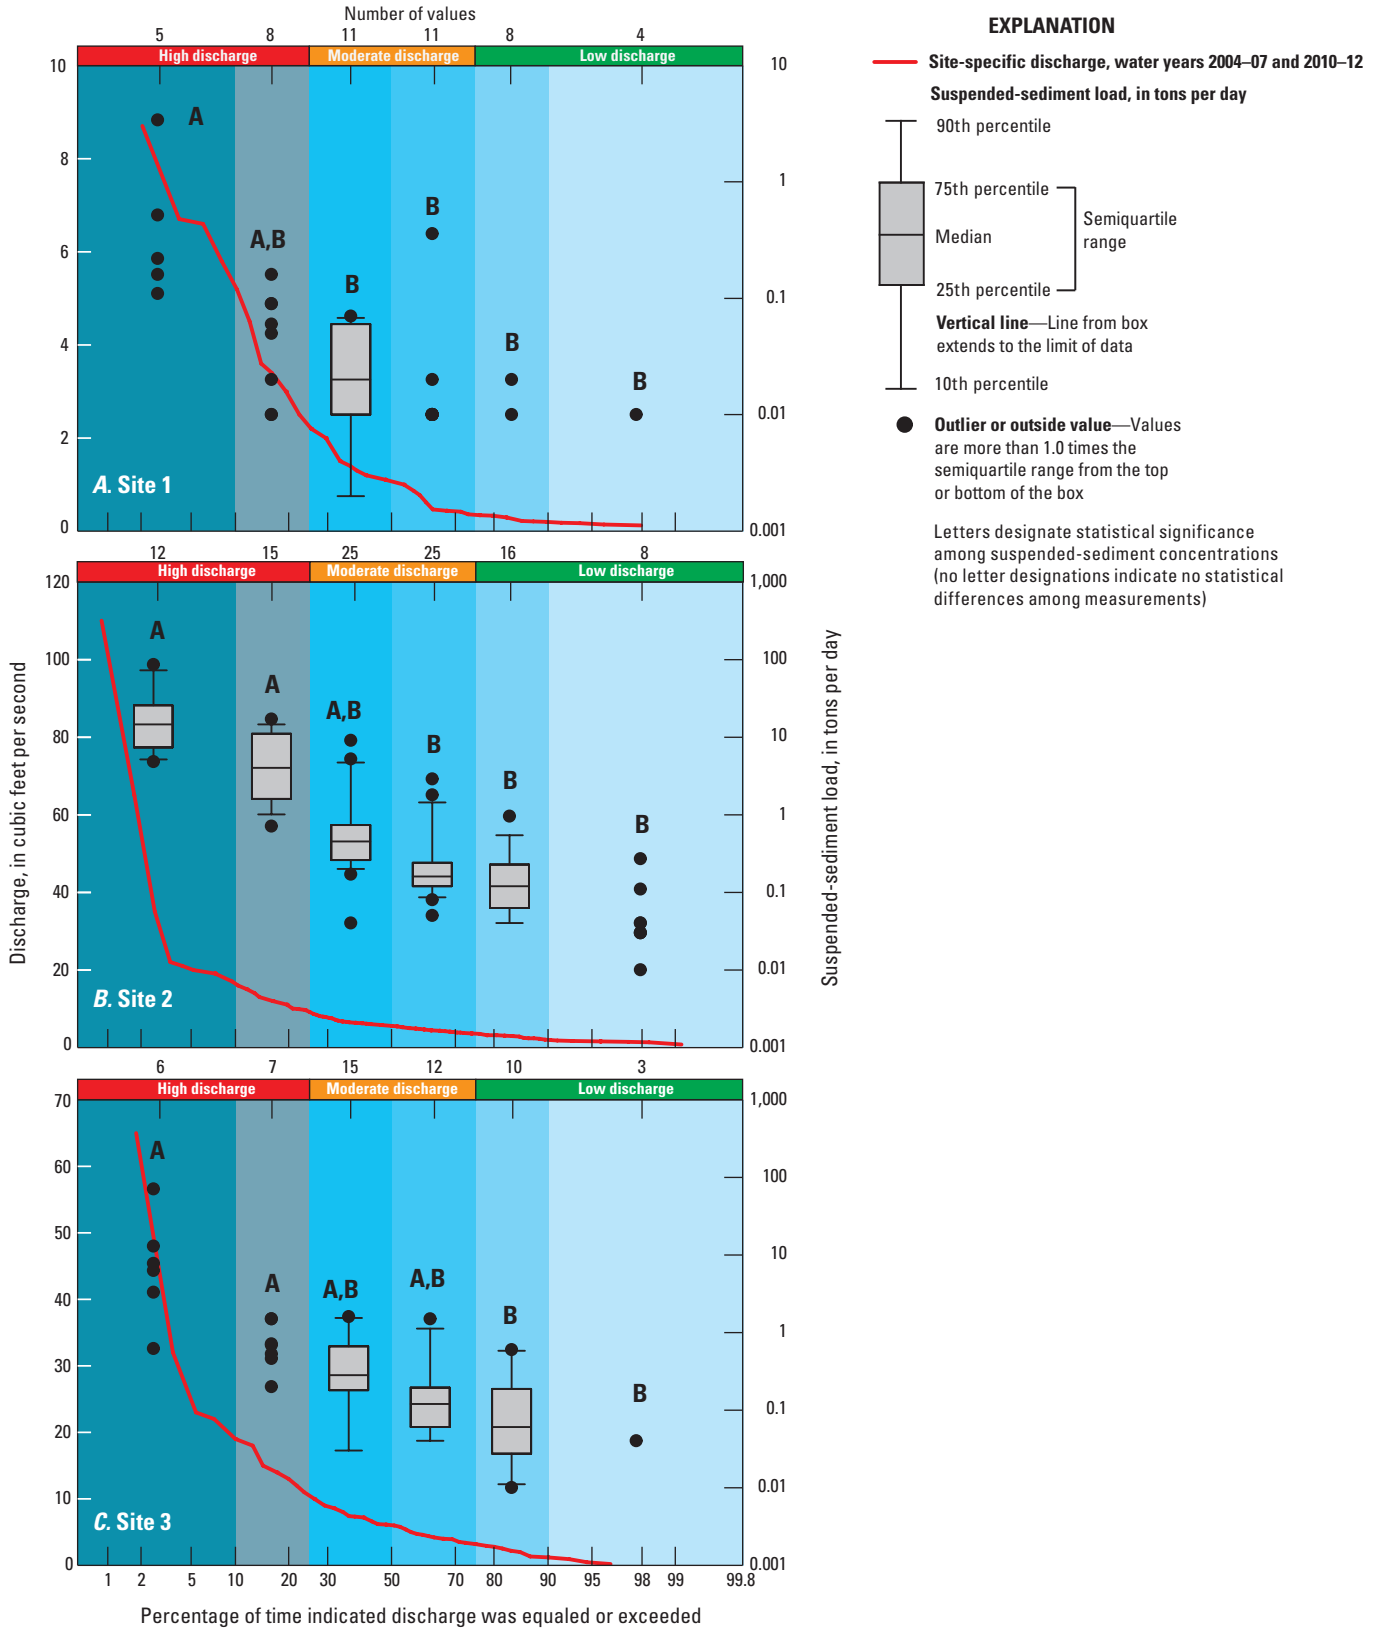 Number of values
5 8 11 11 8 4
High discharge Moderate discharge Low discharge
10
8
6
4
2
0
10
1
0.1
0.01
0.001
A
A,B
B
B
B
B
A. Site 1
12 15 25 25 16 8
High discharge Moderate discharge Low discharge
120
100
80
60
40
20
0
1,000
100
10
1
0.1
0.01
0.001
A
A
A,B
B
B
B
B. Site 2
Discharge, in cubic feet per second
Suspended-sediment load, in tons per day
6 7 15 12 10 3
High discharge Moderate discharge Low discharge
70
60
50
40
30
20
10
0
1,000
100
10
1
0.1
0.01
0.001
A
A
A,B
A,B
B
B
C. Site 3
1 2 5 10 20 30 50 70 80 90 95 98 99 99.8
Percentage of time indicated discharge was equaled or exceeded
EXPLANATION
Site-specific discharge, water years 2004–07 and 2010–12
Suspended-sediment load, in tons per day
90th percentile
75th percentile
Semiquartile
range
Median
25th percentile
Vertical line—Line from box
extends to the limit of data
10th percentile
Outlier or outside value—Values
are more than 1.0 times the
semiquartile range from the top
or bottom of the box
Letters designate statistical significance
among suspended-sediment concentrations
(no letter designations indicate no statistical
differences among measurements)